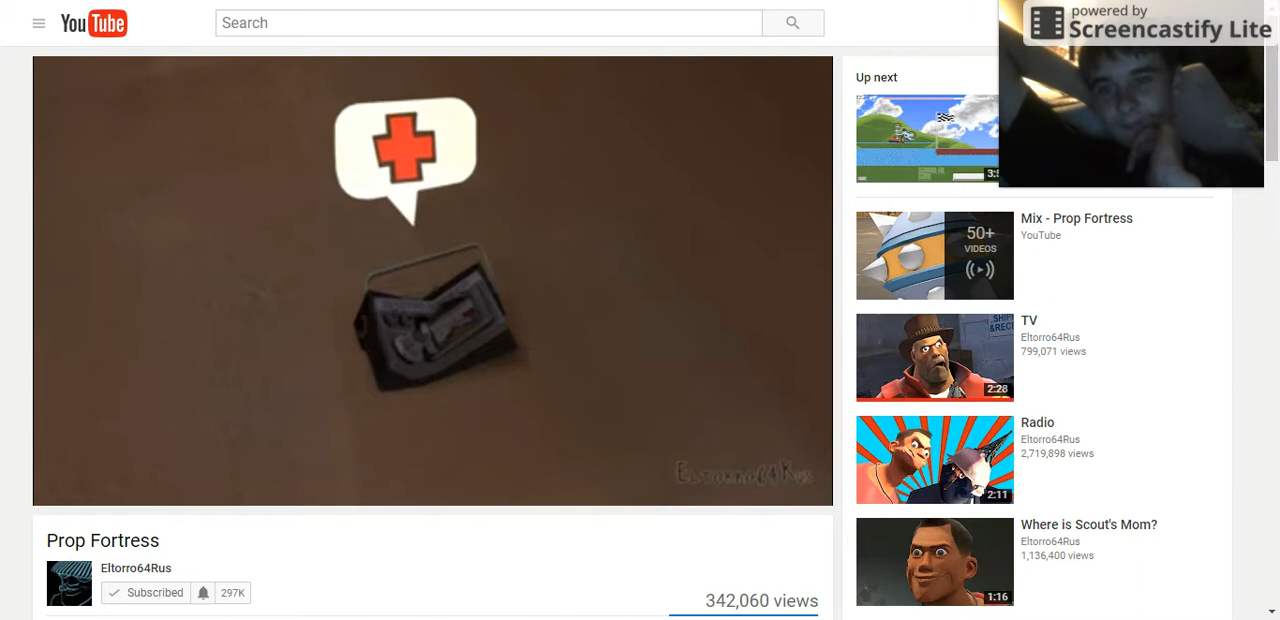 YouTube
Search
powered by
Screencastify Lite
Up next
50+
VIDEOS
Mix - Prop Fortress
YouTube
TV
Eltorro64Rus
799,071 views
2:28
Radio
Eltorro64Rus
2,719,898 views
2:11
Where is Scout's Mom?
Eltorro64Rus
1,136,400 views
1:16
Eltorro64Rus
Prop Fortress
Eltorro64Rus
Subscribed
297K
342,060 views